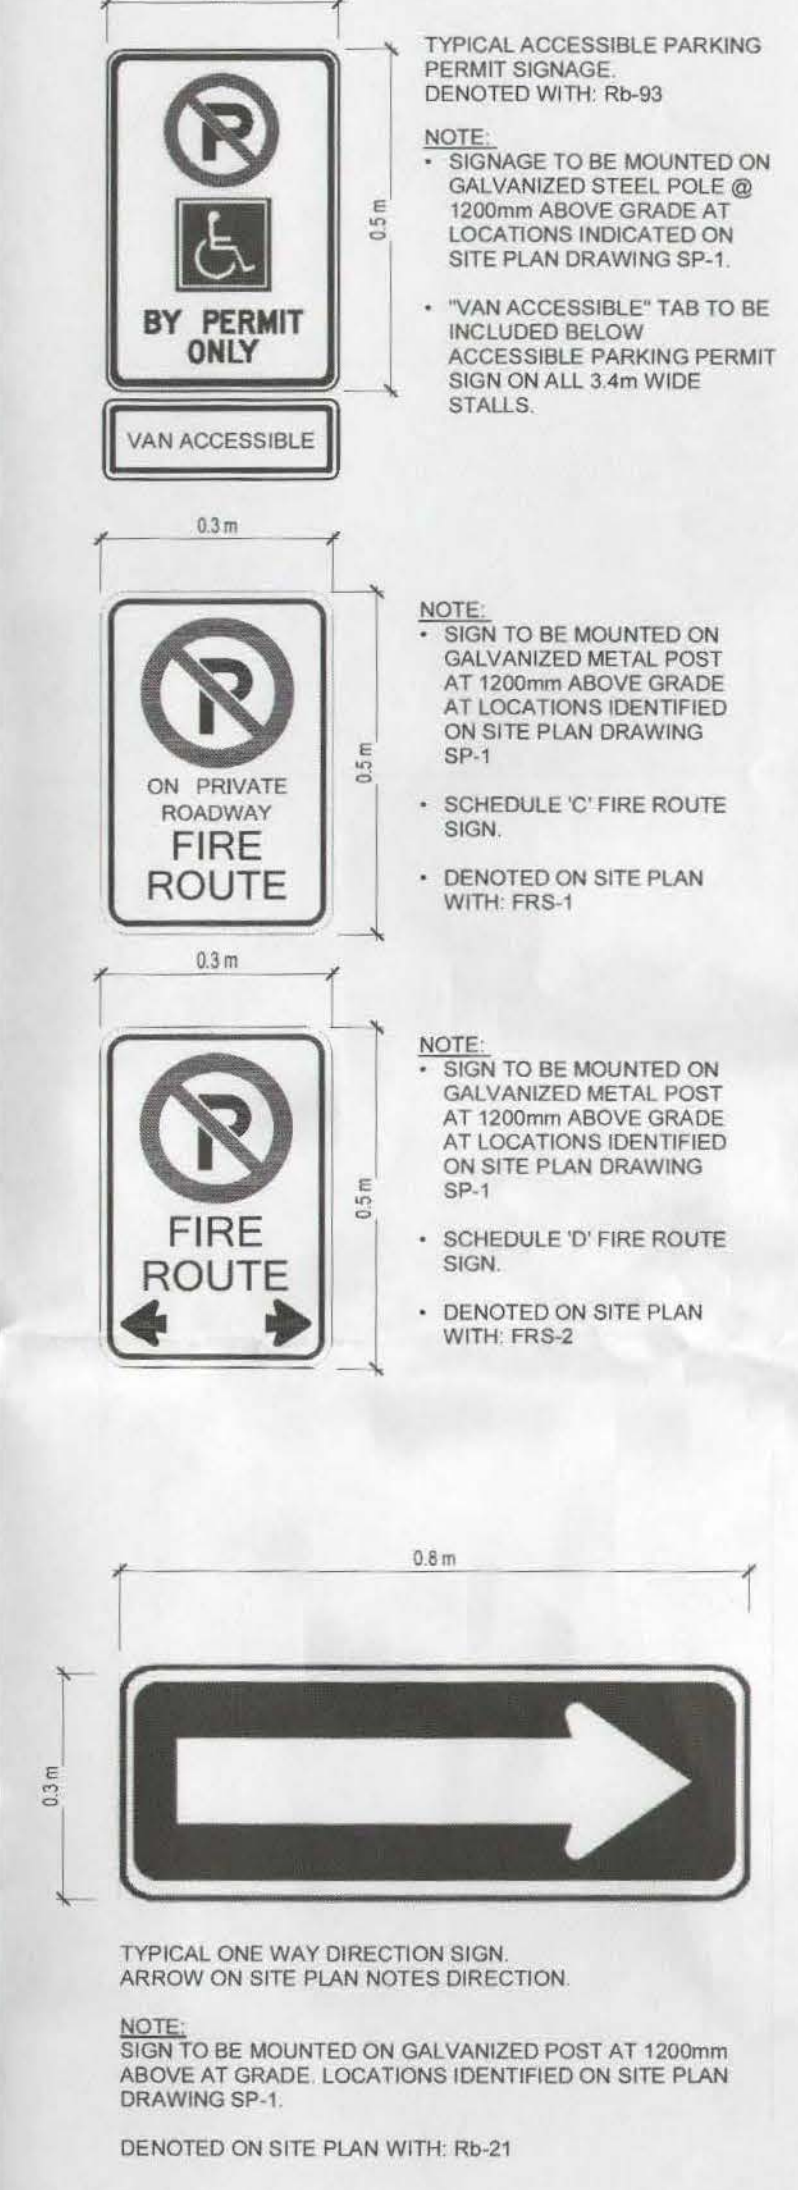 TYPICAL ACCESSIBLE PARKING
PERMIT SIGNAGE.
DENOTED WITH: Rb-93
NOTE:
• SIGNAGE TO BE MOUNTED ON
GALVANIZED STEEL POLE @
1200mm ABOVE GRADE AT
LOCATIONS INDICATED ON
SITE PLAN DRAWING SP-1.
• "VAN ACCESSIBLE" TAB TO BE
INCLUDED BELOW
ACCESSIBLE PARKING PERMIT
SIGN ON ALL 3.4m WIDE
STALLS.
P
BY PERMIT
ONLY
0.5 m
VAN ACCESSIBLE
0.3 m
P
ON PRIVATE
ROADWAY
FIRE
ROUTE
0.5 m
NOTE:
• SIGN TO BE MOUNTED ON
GALVANIZED METAL POST
AT 1200mm ABOVE GRADE
AT LOCATIONS IDENTIFIED
ON SITE PLAN DRAWING
SP-1
• SCHEDULE 'C' FIRE ROUTE
SIGN.
• DENOTED ON SITE PLAN
WITH: FRS-1
0.3 m
P
FIRE
ROUTE
0.5 m
NOTE:
• SIGN TO BE MOUNTED ON
GALVANIZED METAL POST
AT 1200mm ABOVE GRADE
AT LOCATIONS IDENTIFIED
ON SITE PLAN DRAWING
SP-1
• SCHEDULE 'D' FIRE ROUTE
SIGN.
• DENOTED ON SITE PLAN
WITH: FRS-2
0.8 m
0.3 m
TYPICAL ONE WAY DIRECTION SIGN.
ARROW ON SITE PLAN NOTES DIRECTION.
NOTE:
SIGN TO BE MOUNTED ON GALVANIZED POST AT 1200mm
ABOVE AT GRADE. LOCATIONS IDENTIFIED ON SITE PLAN
DRAWING SP-1.
DENOTED ON SITE PLAN WITH: Rb-21